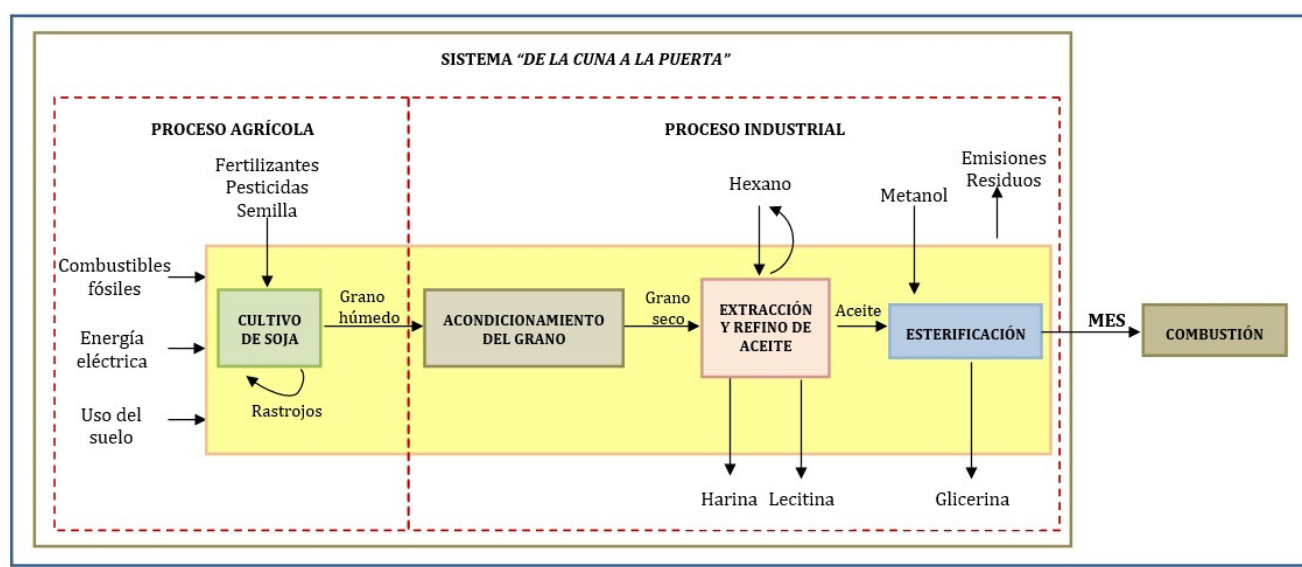 SISTEMA “DE LA CUNA A LA PUERTA”
PROCESO AGRÍCOLA
PROCESO INDUSTRIAL
Fertilizantes
Pesticidas
Semilla
Hexano
Metanol
Emisiones
Residuos
Combustibles
fósiles
Energía
eléctrica
Uso del
suelo
CULTIVO
DE SOJA
Rastrojos
Grano
húmedo
ACONDICIONAMIENTO
DEL GRANO
Grano
seco
EXTRACCIÓN
Y REFINO DE
ACEITE
Aceite
ESTERIFICACIÓN
MES
COMBUSTIÓN
Harina
Lecitina
Glicerina